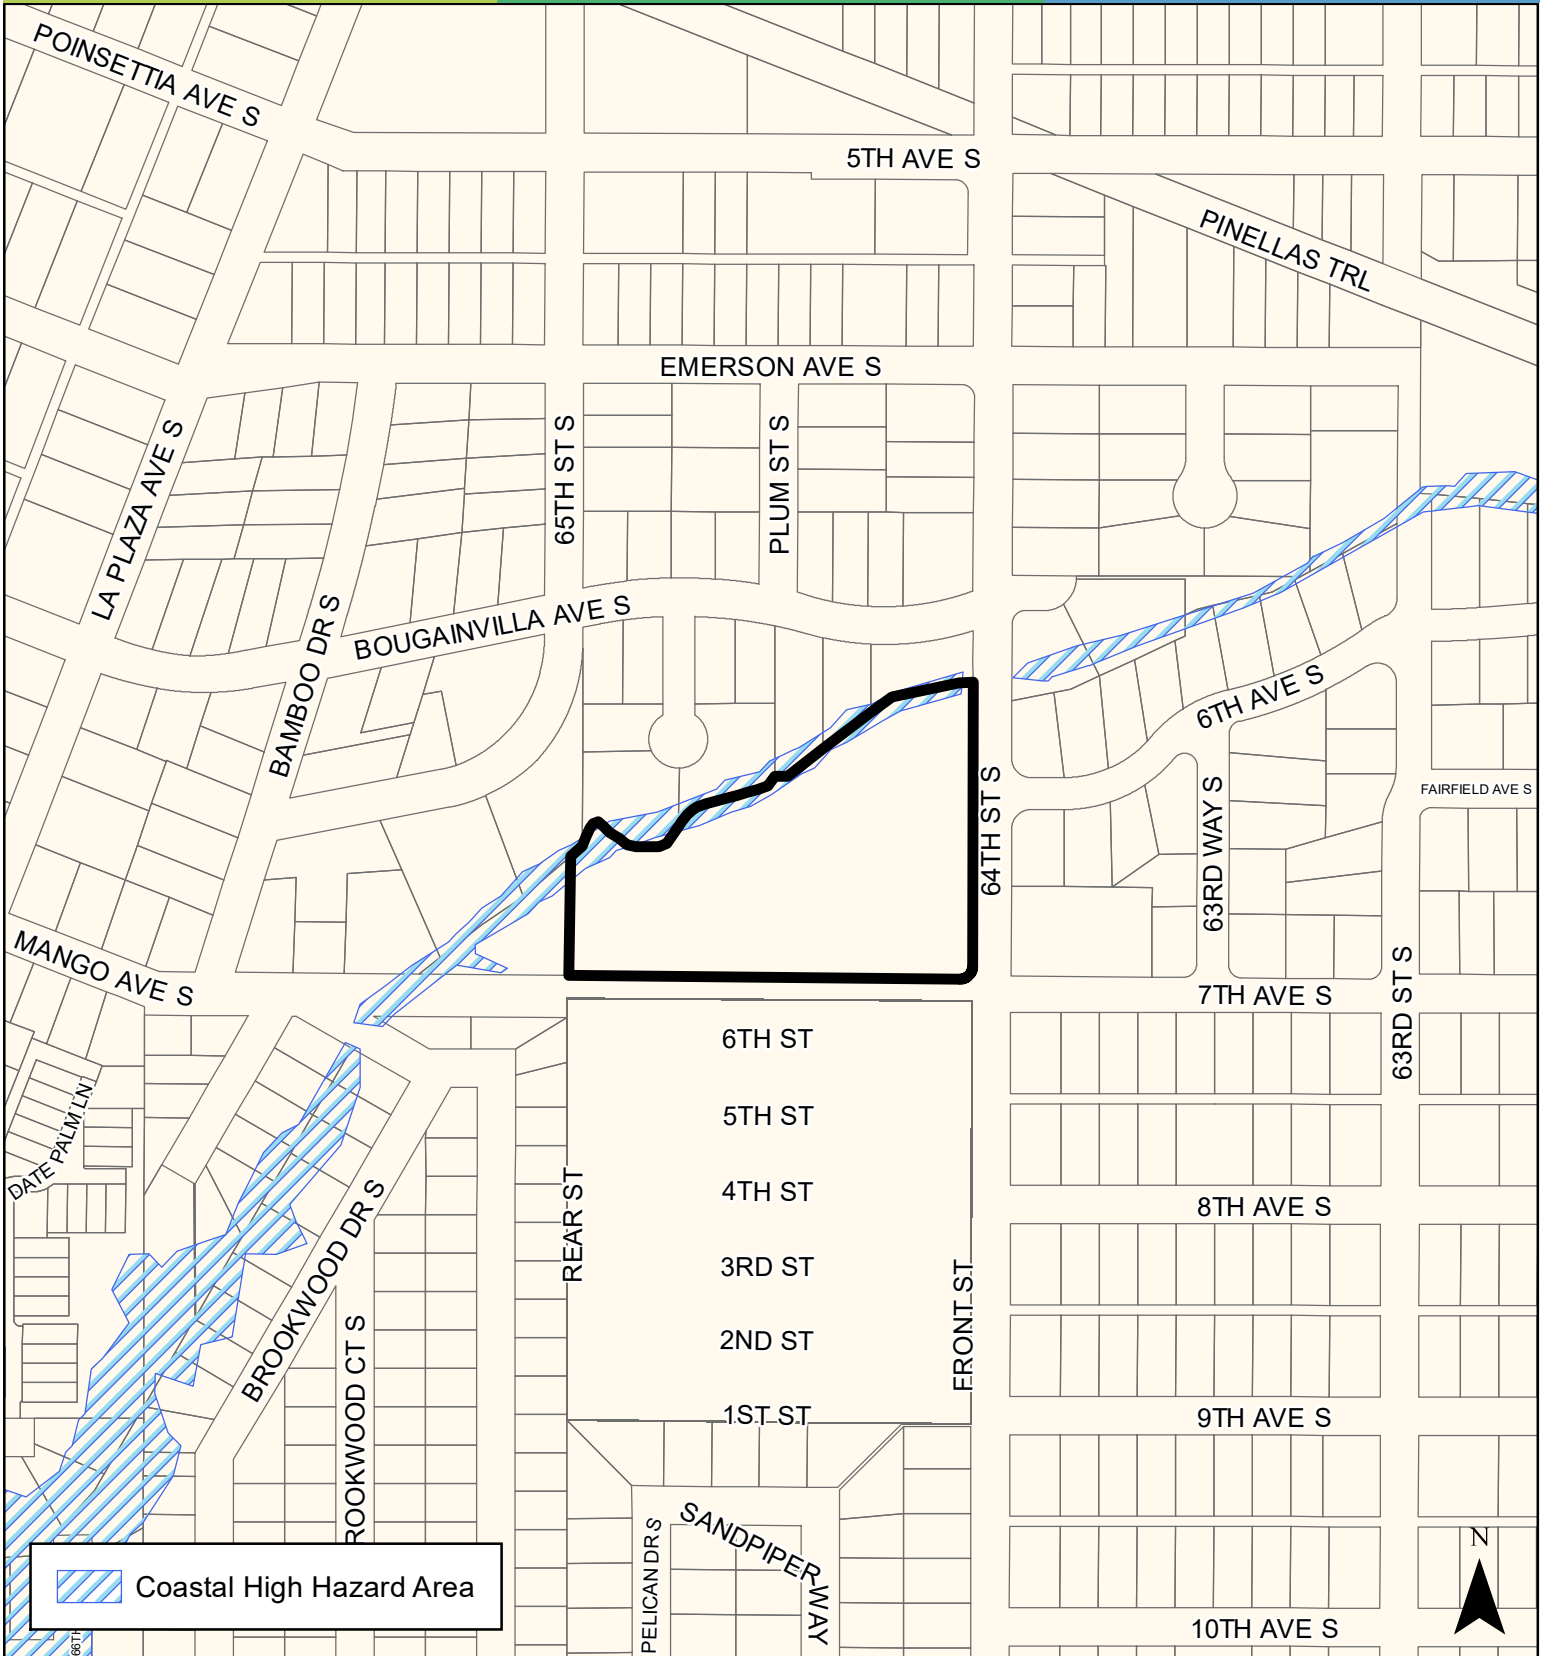 POINSETTIA AVE S
5TH AVE S
PINELLAS TRL
EMERSON AVE S
LA PLAZA AVE S
65TH ST S
PLUM ST S
BOUGAINVILLA AVE S
BAMBOO DR S
6TH AVE S
64TH ST S
63RD WAY S
FAIRFIELD AVE S
MANGO AVE S
7TH AVE S
63RD ST S
6TH ST
DATE PALM LN
5TH ST
4TH ST
REAR ST
8TH AVE S
BROOKWOOD DR S
3RD ST
FRONT ST
2ND ST
ROOKWOOD CT S
1ST ST
9TH AVE S
SANDPIPER WAY
PELICAN DR S
N
Coastal High Hazard Area
10TH AVE S
66TH